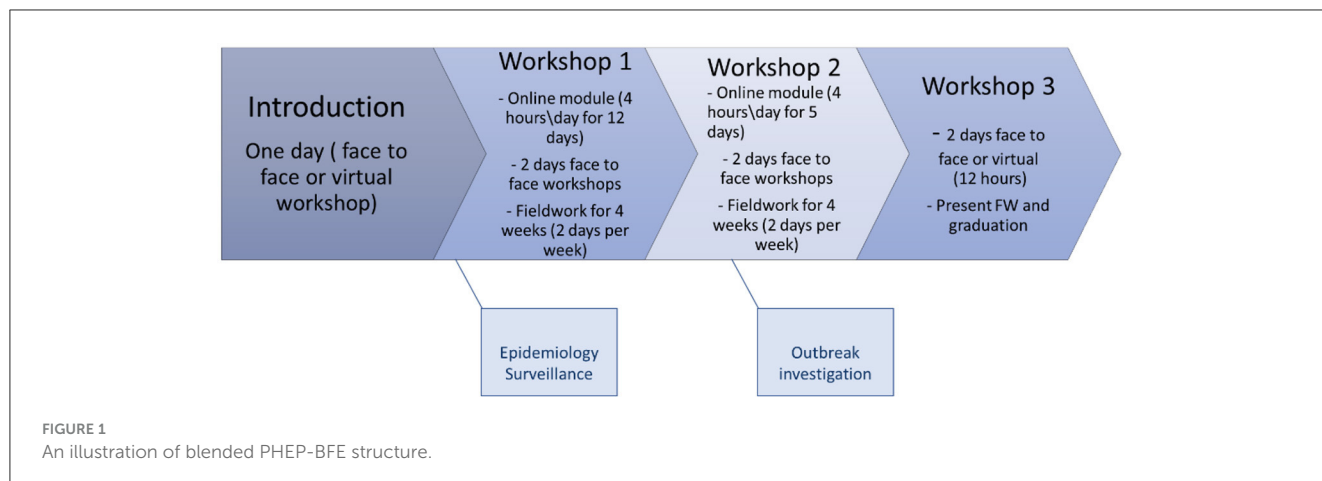 Introduction
One day ( face to
face or virtual
workshop)
Workshop 1
- Online module (4
hours\day for 12
days)
- 2 days face to
face workshops
- Fieldwork for 4
weeks (2 days per
week)
Workshop 2
- Online module (4
hours\day for 5
days)
- 2 days face to
face workshops
- Fieldwork for 4
weeks (2 days per
week)
Workshop 3
- 2 days face to
face or virtual
(12 hours)
- Present FW and
graduation
Epidemiology
Surveillance
Outbreak
investigation
FIGURE 1
An illustration of blended PHEP-BFE structure.